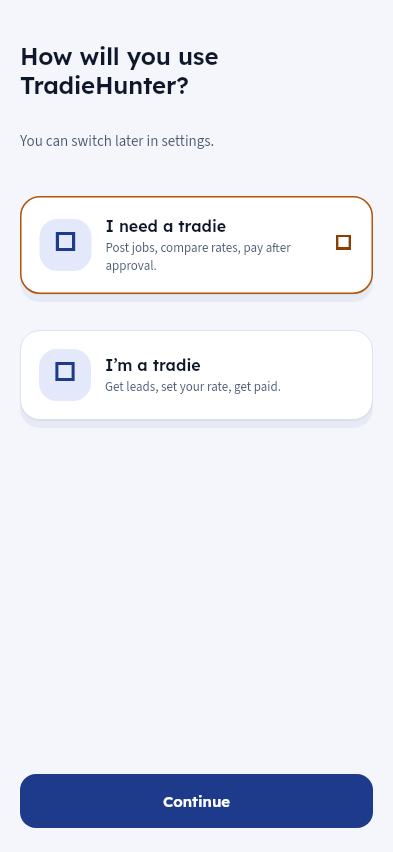 How will you use
TradieHunter?
You can switch later in settings.
I need a tradie
Post jobs, compare rates, pay after
approval.
I’m a tradie
Get leads, set your rate, get paid.
Continue